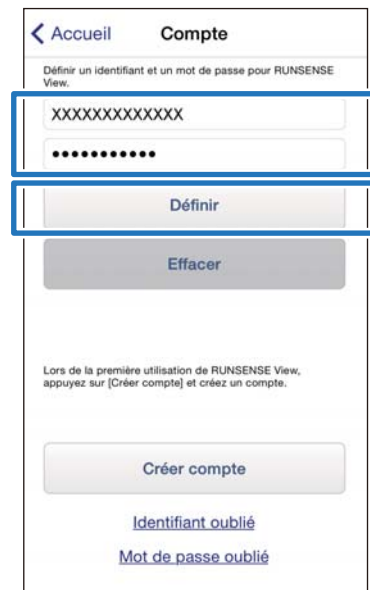 Accueil Compte
Définir un identifiant et un mot de passe pour RUNSENSE
View.
XXXXXXXXXXXXX
•••••••••••
Définir
Effacer
Lors de la première utilisation de RUNSENSE View,
appuyez sur [Créer compte] et créez un compte.
Créer compte
Identifiant oublié
Mot de passe oublié